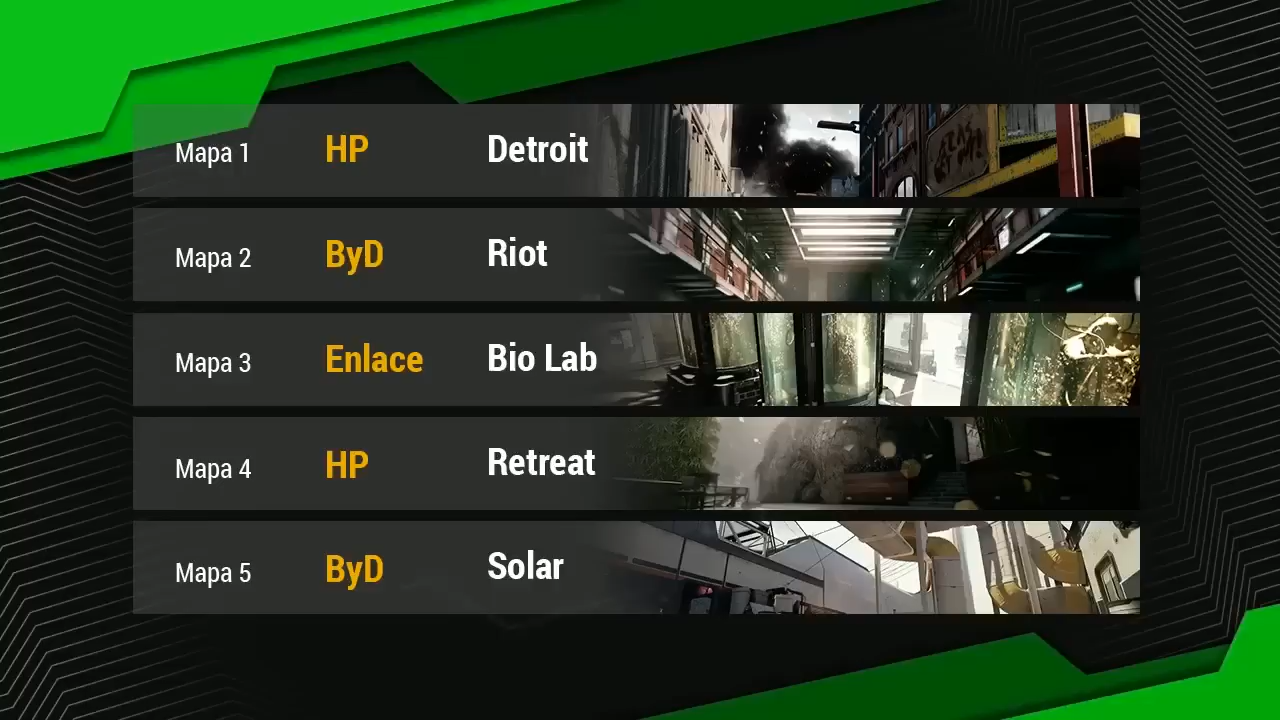 Mapa 1 HP Detroit
Mapa 2 ByD Riot
Mapa 3 Enlace Bio Lab
Mapa 4 HP Retreat
Mapa 5 ByD Solar